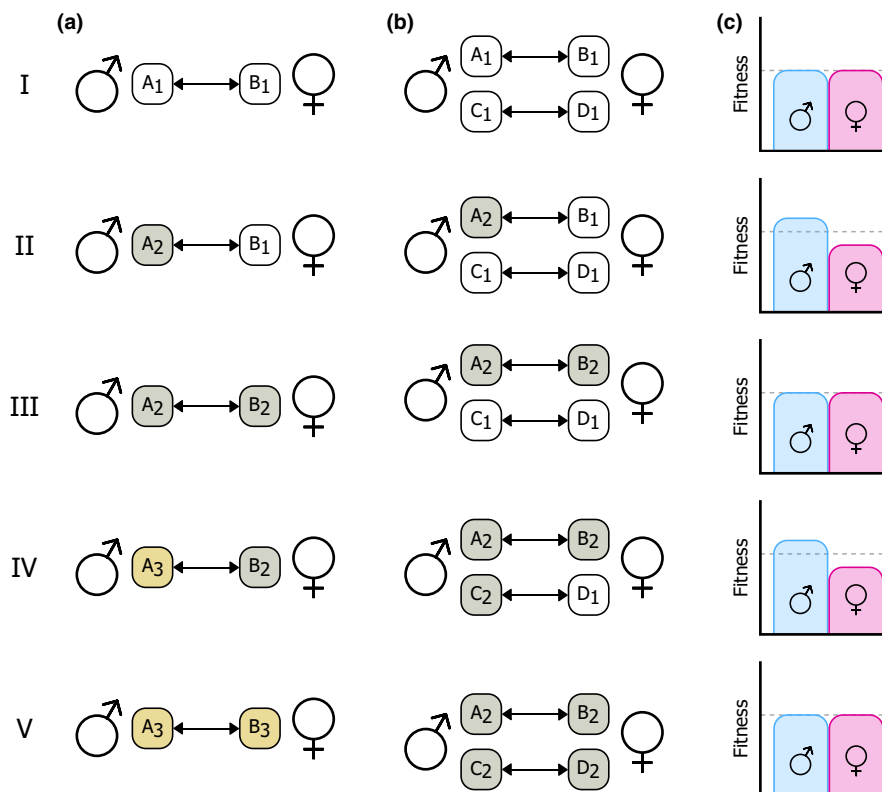 (a) (b) (c)
I A1 B1 A1 B1 Fitness
C1 D1
II A2 B1 A2 B1 Fitness
C1 D1
III A2 B2 A2 B2 Fitness
C1 D1
IV A3 B2 A2 B2 Fitness
C2 D1
V A3 B3 A2 B2 Fitness
C2 D2